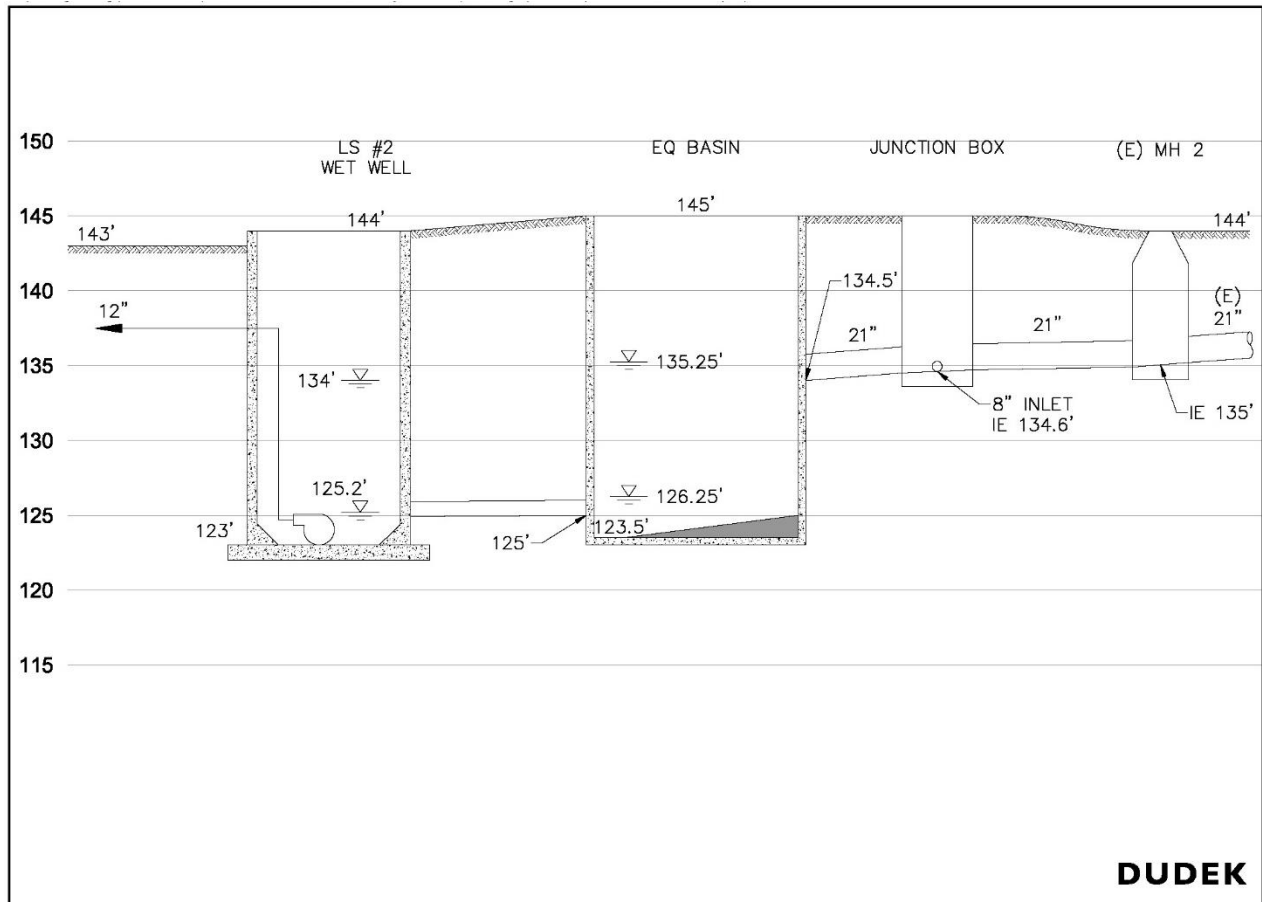 150
LS #2
WET WELL
EQ BASIN
JUNCTION BOX
(E) MH 2
145
143'
144'
145'
144'
140
12"
134.5'
21"
21"
(E)
21"
135
134'
135.25'
8" INLET
IE 134.6'
IE 135'
130
125.2'
126.25'
125
123'
125'
123.5'
120
115
DUDEK